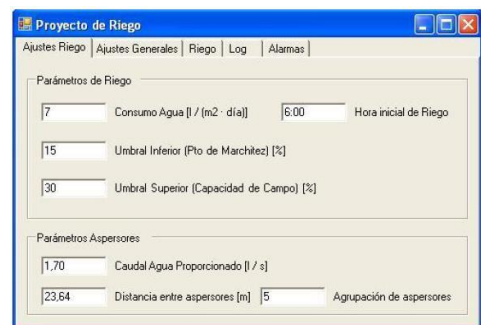 Proyecto de Riego
Ajustes Riego Ajustes Generales Riego Log Alarmas
Parámetros de Riego
7 Consumo Agua [l / (m2 · día)] 6:00 Hora inicial de Riego
15 Umbral Inferior (Pto de Marchitez) [%]
30 Umbral Superior (Capacidad de Campo) [%]
Parámetros Aspersores
1,70 Caudal Agua Proporcionado [l / s]
23,64 Distancia entre aspersores [m] 5 Agrupación de aspersores